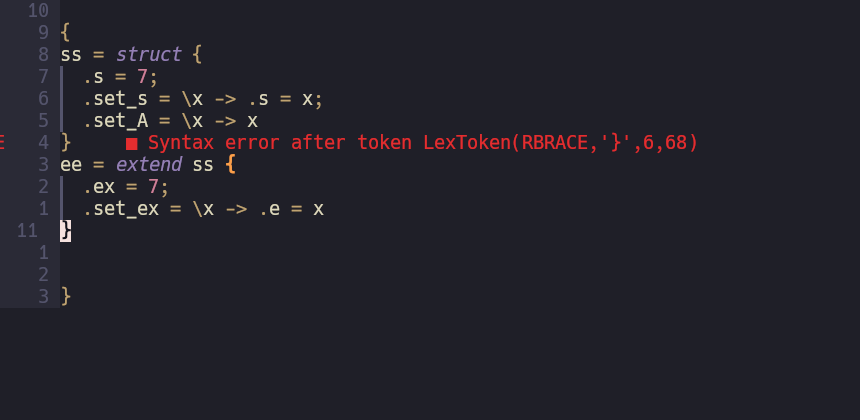 10
9 {
8 ss = struct {
7   .s = 7;
6   .set_s = \x -> .s = x;
5   .set_A = \x -> x
E 4 }     ■ Syntax error after token LexToken(RBRACE,'}',6,68)
3 ee = extend ss {
2   .ex = 7;
1   .set_ex = \x -> .e = x
11 }
1
2
3 }